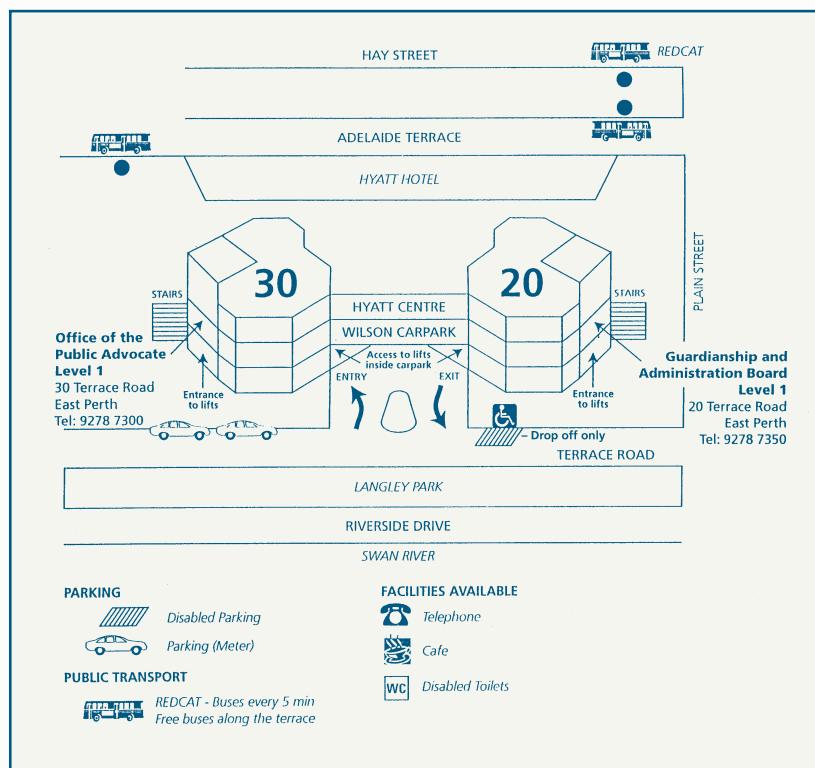 HAY STREET
REDCAT
ADELAIDE TERRACE
HYATT HOTEL
PLAIN STREET
30
20
STAIRS
STAIRS
HYATT CENTRE
WILSON CARPARK
Access to lifts
inside carpark
ENTRY
EXIT
Office of the
Public Advocate
Level 1
30 Terrace Road
East Perth
Tel: 9278 7300
Entrance
to lifts
Entrance
to lifts
Guardianship and
Administration Board
Level 1
20 Terrace Road
East Perth
Tel: 9278 7350
– Drop off only
TERRACE ROAD
LANGLEY PARK
RIVERSIDE DRIVE
SWAN RIVER
PARKING
Disabled Parking
Parking (Meter)
PUBLIC TRANSPORT
REDCAT - Buses every 5 min
Free buses along the terrace
FACILITIES AVAILABLE
Telephone
Cafe
WC
Disabled Toilets